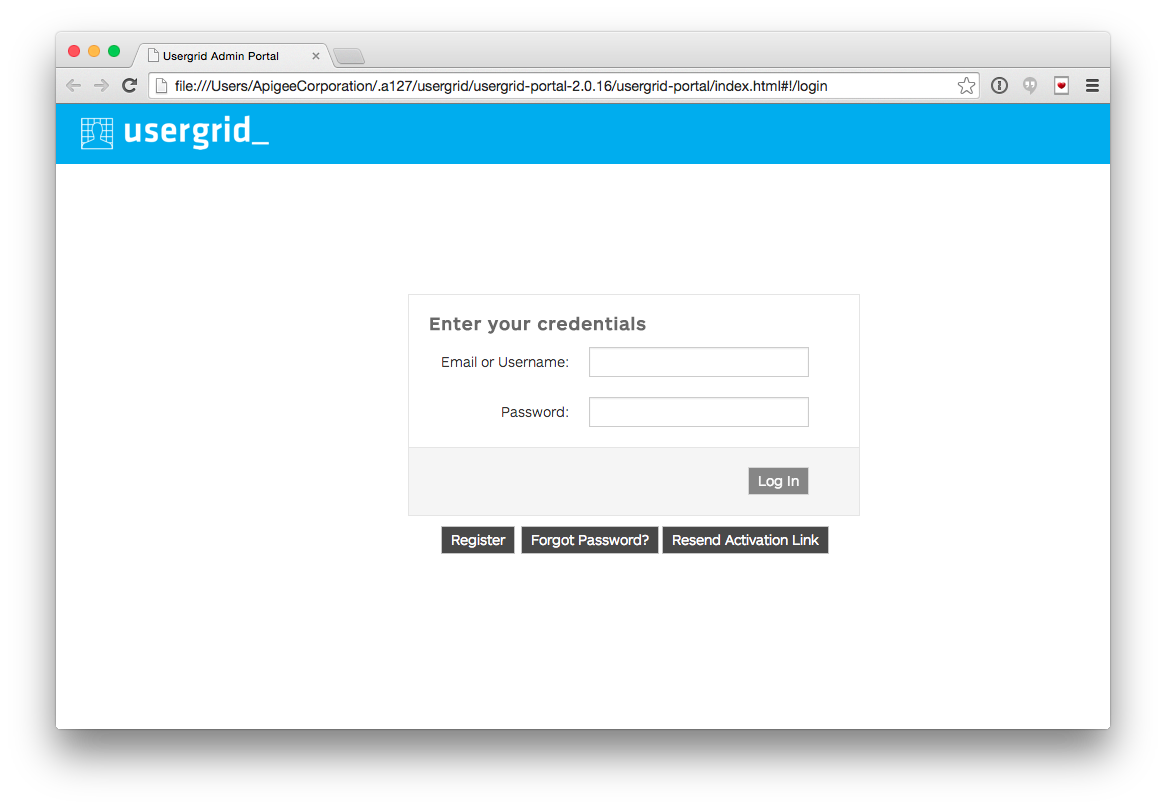 Usergrid Admin Portal
file:///Users/ApigeeCorporation/.a127/usergrid/usergrid-portal-2.0.16/usergrid-portal/index.html#!/login
usergrid_
Enter your credentials
Email or Username:
Password:
Log In
Register Forgot Password? Resend Activation Link